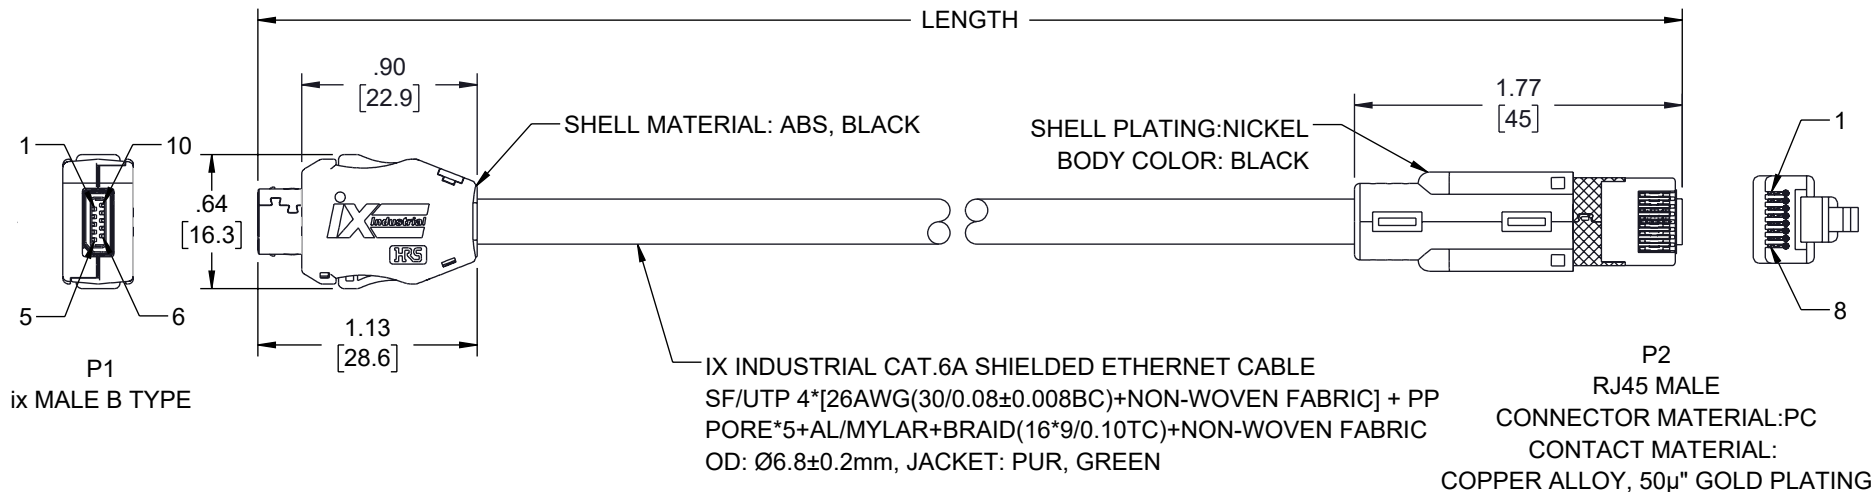 LENGTH
.90
[22.9]
1.77
[45]
SHELL MATERIAL: ABS, BLACK
SHELL PLATING:NICKEL
BODY COLOR: BLACK
1
10
1
.64
[16.3]
ix
Industrial
HRS
5
6
8
1.13
[28.6]
P1
ix MALE B TYPE
IX INDUSTRIAL CAT.6A SHIELDED ETHERNET CABLE
SF/UTP 4*[26AWG(30/0.08±0.008BC)+NON-WOVEN FABRIC] + PP
PORE*5+AL/MYLAR+BRAID(16*9/0.10TC)+NON-WOVEN FABRIC
OD: Ø6.8±0.2mm, JACKET: PUR, GREEN
P2
RJ45 MALE
CONNECTOR MATERIAL:PC
CONTACT MATERIAL:
COPPER ALLOY, 50µ" GOLD PLATING